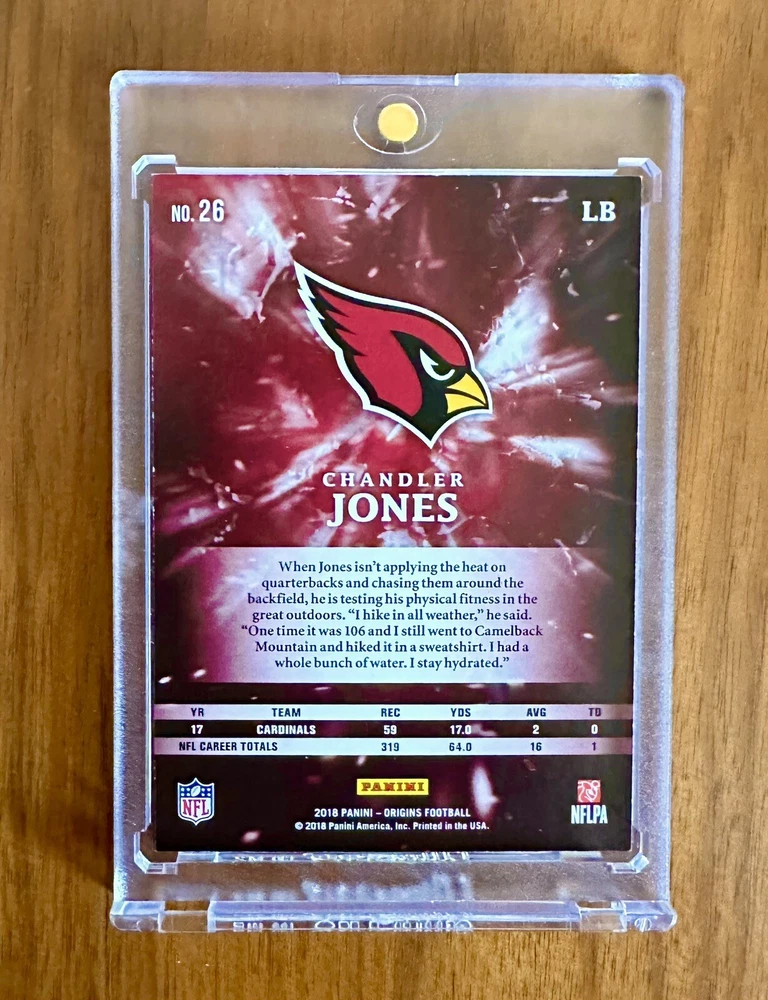 NO. 26
LB
CHANDLER
JONES
When Jones isn't applying the heat on
quarterbacks and chasing them around the
backfield, he is testing his physical fitness in the
great outdoors. “I hike in all weather,” he said.
“One time it was 106 and I still went to Camelback
Mountain and hiked it in a sweatshirt. I had a
whole bunch of water. I stay hydrated.”
YR TEAM REC YDS AVG TD
17 CARDINALS 59 17.0 2 0
NFL CAREER TOTALS 319 64.0 16 1
PANINI
NFL
NFLPA
2018 PANINI – ORIGINS FOOTBALL
© 2018 Panini America, Inc. Printed in the USA.